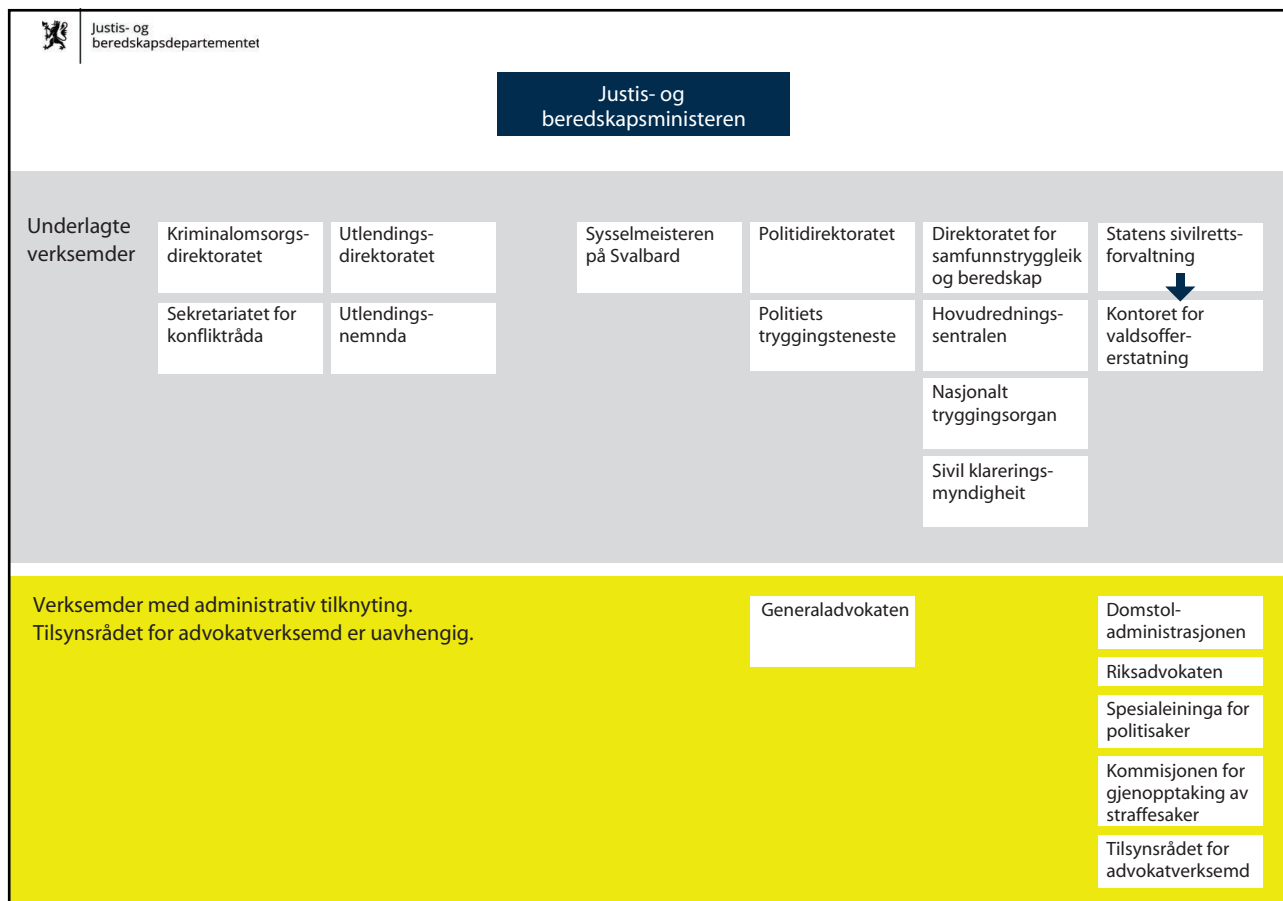 Justis- og
beredskapsdepartementet
Justis- og
beredskapsministeren
Underlagte
verksemder
Kriminalomsorgs-
direktoratet
Utlendings-
direktoratet
Sysselmeisteren
på Svalbard
Politidirektoratet
Direktoratet for
samfunnstryggleik
og beredskap
Statens sivilretts-
forvaltning
Sekretariatet for
konfliktråda
Utlendings-
nemnda
Politiets
tryggingsteneste
Hovudrednings-
sentralen
Kontoret for
valdsoffer-
erstatning
Nasjonalt
tryggingsorgan
Sivil klarerings-
myndigheit
Verksemder med administrativ tilknyting.
Tilsynsrådet for advokatverksemd er uavhengig.
Generaladvokaten
Domstol-
administrasjonen
Riksadvokaten
Spesialeininga for
politisaker
Kommisjonen for
gjenopptaking av
straffesaker
Tilsynsrådet for
advokatverksemd